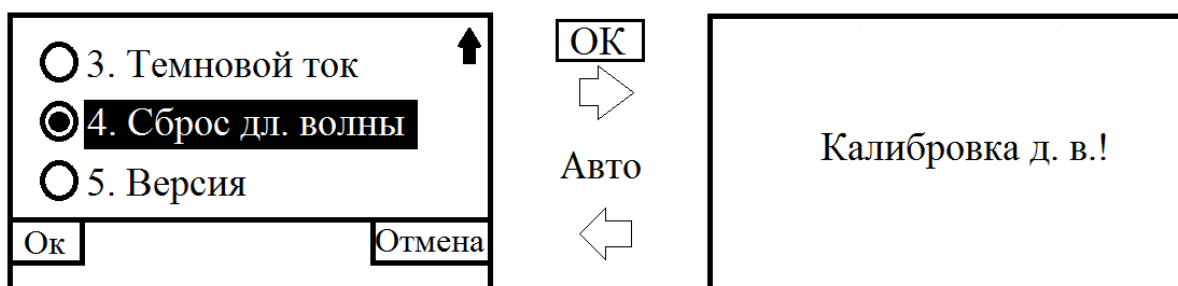 3. Темновой ток
4. Сброс дл. волны
5. Версия
Ок
Отмена
ОК
Авто
Калибровка д. в.!